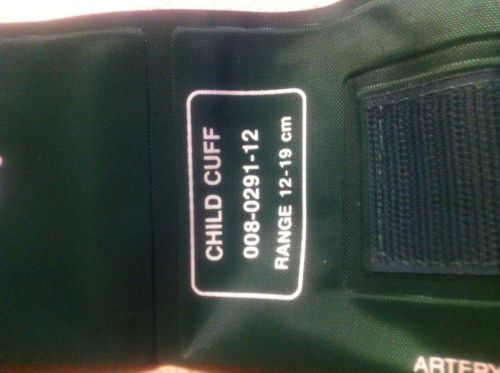 CHILD CUFF
008-0291-12
RANGE 12-19 cm
ARTERY